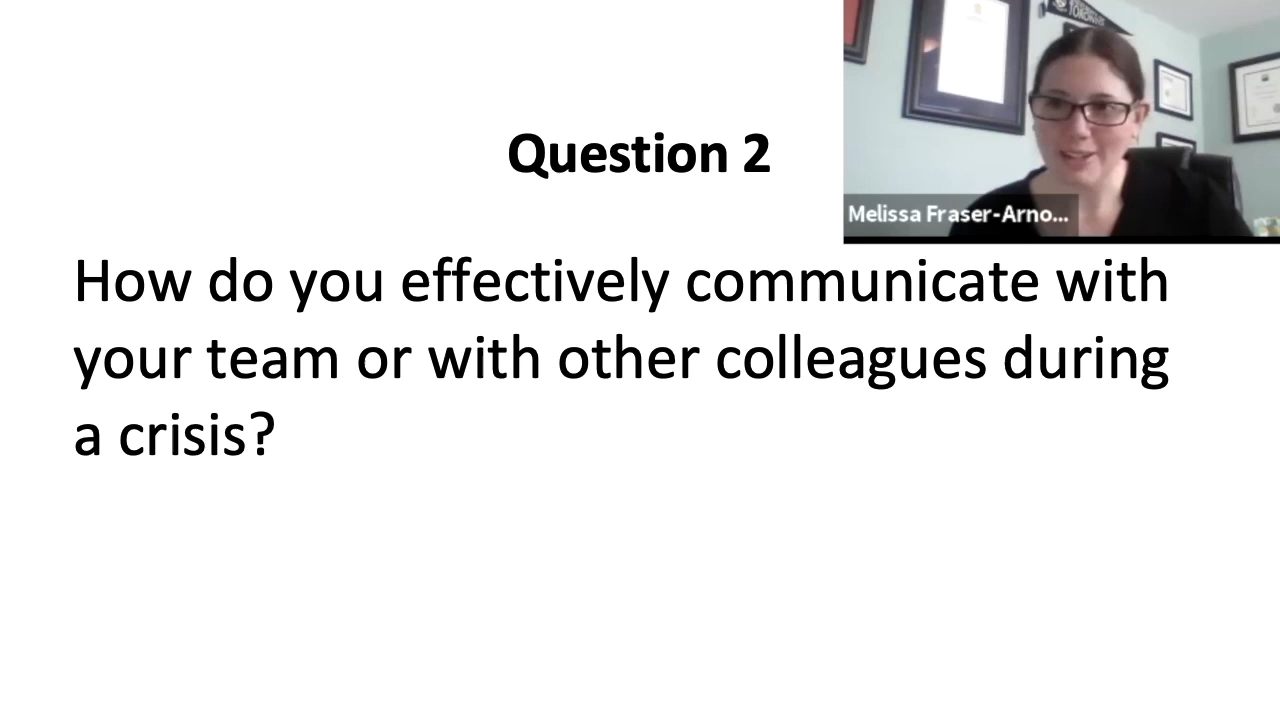 TORONTO
Question 2
Melissa Fraser-Arno...
How do you effectively communicate with
your team or with other colleagues during
a crisis?